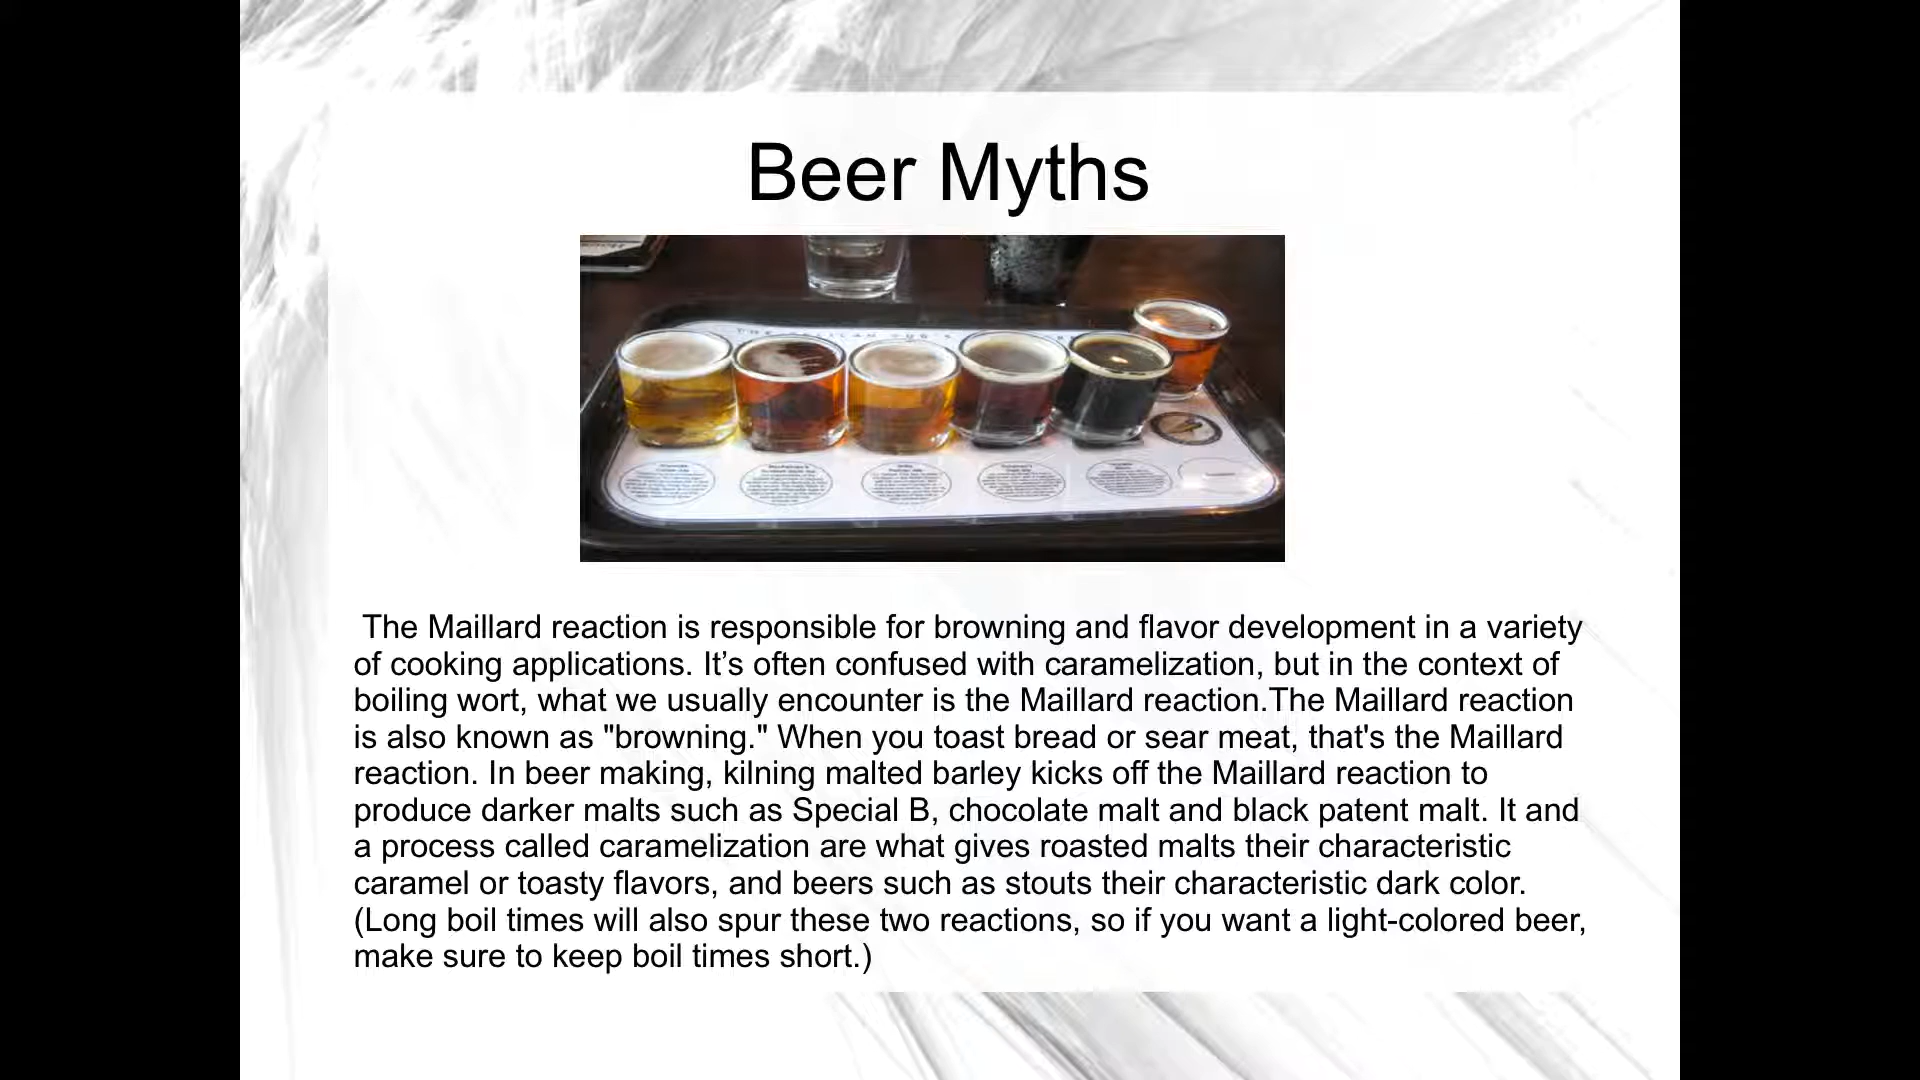 Beer Myths
The Maillard reaction is responsible for browning and flavor development in a variety
of cooking applications. It’s often confused with caramelization, but in the context of
boiling wort, what we usually encounter is the Maillard reaction.The Maillard reaction
is also known as "browning." When you toast bread or sear meat, that's the Maillard
reaction. In beer making, kilning malted barley kicks off the Maillard reaction to
produce darker malts such as Special B, chocolate malt and black patent malt. It and
a process called caramelization are what gives roasted malts their characteristic
caramel or toasty flavors, and beers such as stouts their characteristic dark color.
(Long boil times will also spur these two reactions, so if you want a light-colored beer,
make sure to keep boil times short.)